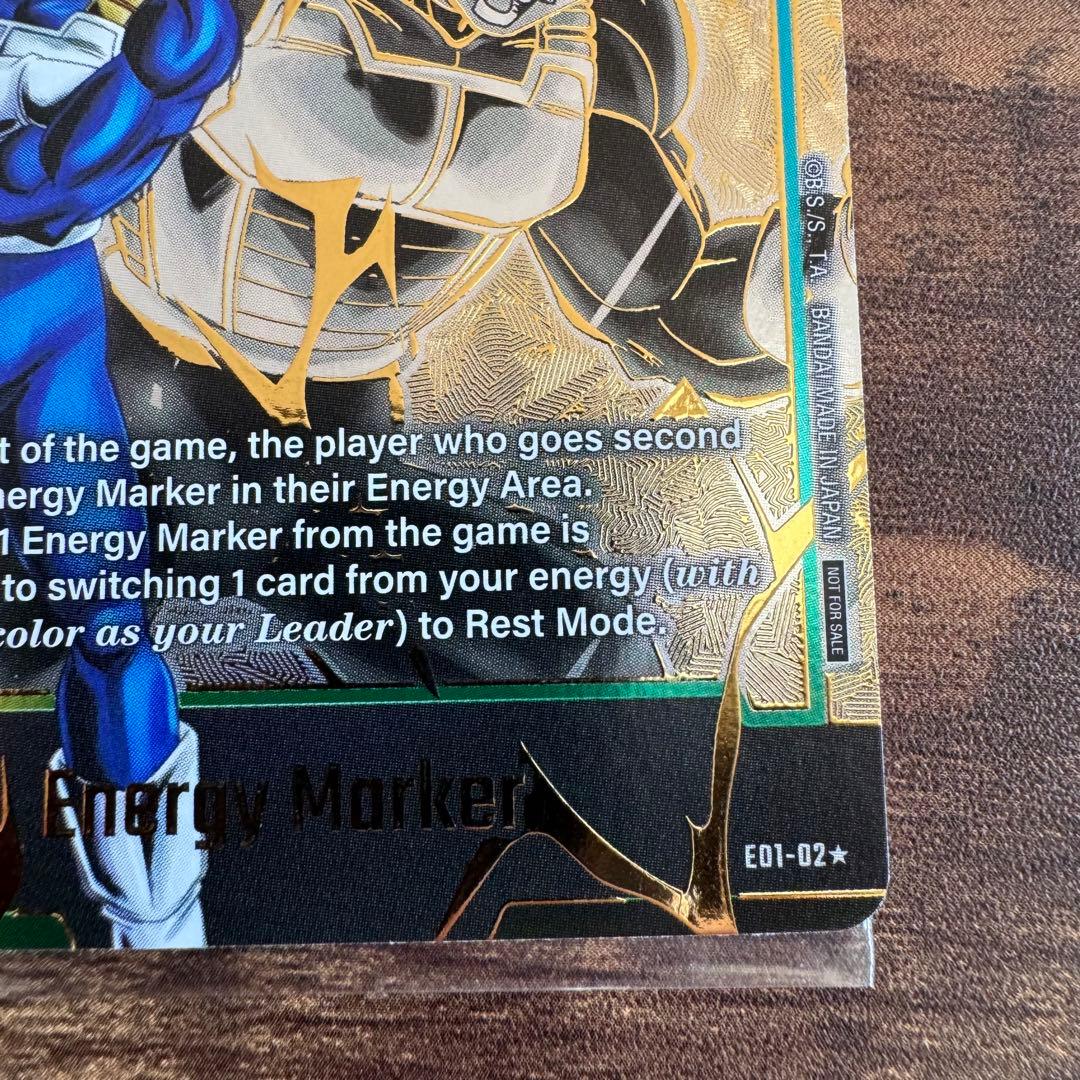 t of the game, the player who goes second
nergy Marker in their Energy Area.
1 Energy Marker from the game is
to switching 1 card from your energy (with
color as your Leader) to Rest Mode.
Energy Marker
E01-02★
©B.S./S., T.A. BANDAI MADE IN JAPAN
NOT FOR SALE